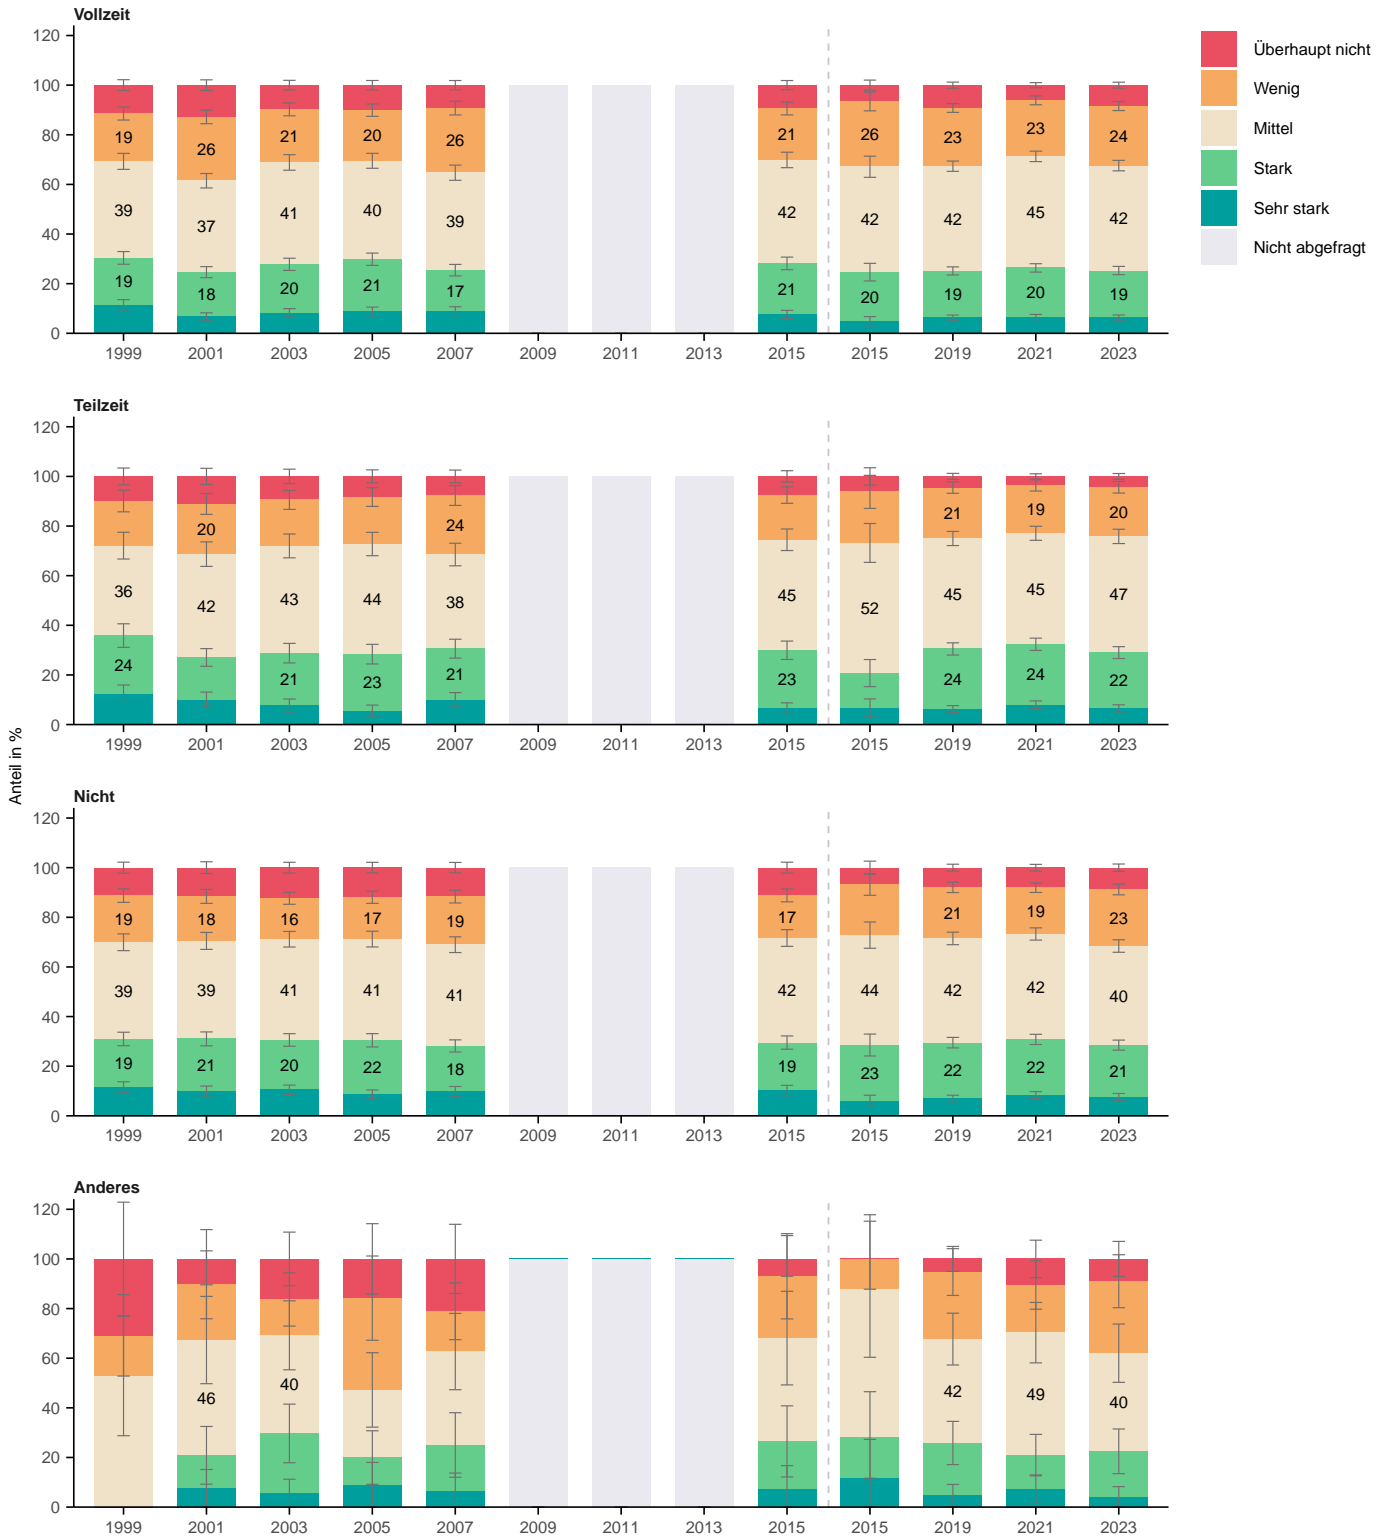 Vollzeit
120
100
80
60
40
20
0
19 26 21 20 26 21 26 23 23 24
39 37 41 40 39 42 42 42 45 42
19 18 20 21 17 21 20 19 20 19
1999 2001 2003 2005 2007 2009 2011 2013 2015 2015 2019 2021 2023
Überhaupt nicht
Wenig
Mittel
Stark
Sehr stark
Nicht abgefragt
Anteil in %
Teilzeit
120
100
80
60
40
20
0
20 24 21 19 20
36 42 43 44 38 45 52 45 45 47
24 21 23 21 23 24 24 22
1999 2001 2003 2005 2007 2009 2011 2013 2015 2015 2019 2021 2023
Nicht
120
100
80
60
40
20
0
19 18 16 17 19 17 21 19 23
39 39 41 41 41 42 44 42 42 40
19 21 20 22 18 19 23 22 22 21
1999 2001 2003 2005 2007 2009 2011 2013 2015 2015 2019 2021 2023
Anderes
120
100
80
60
40
20
0
46 40 42 49 40
1999 2001 2003 2005 2007 2009 2011 2013 2015 2015 2019 2021 2023